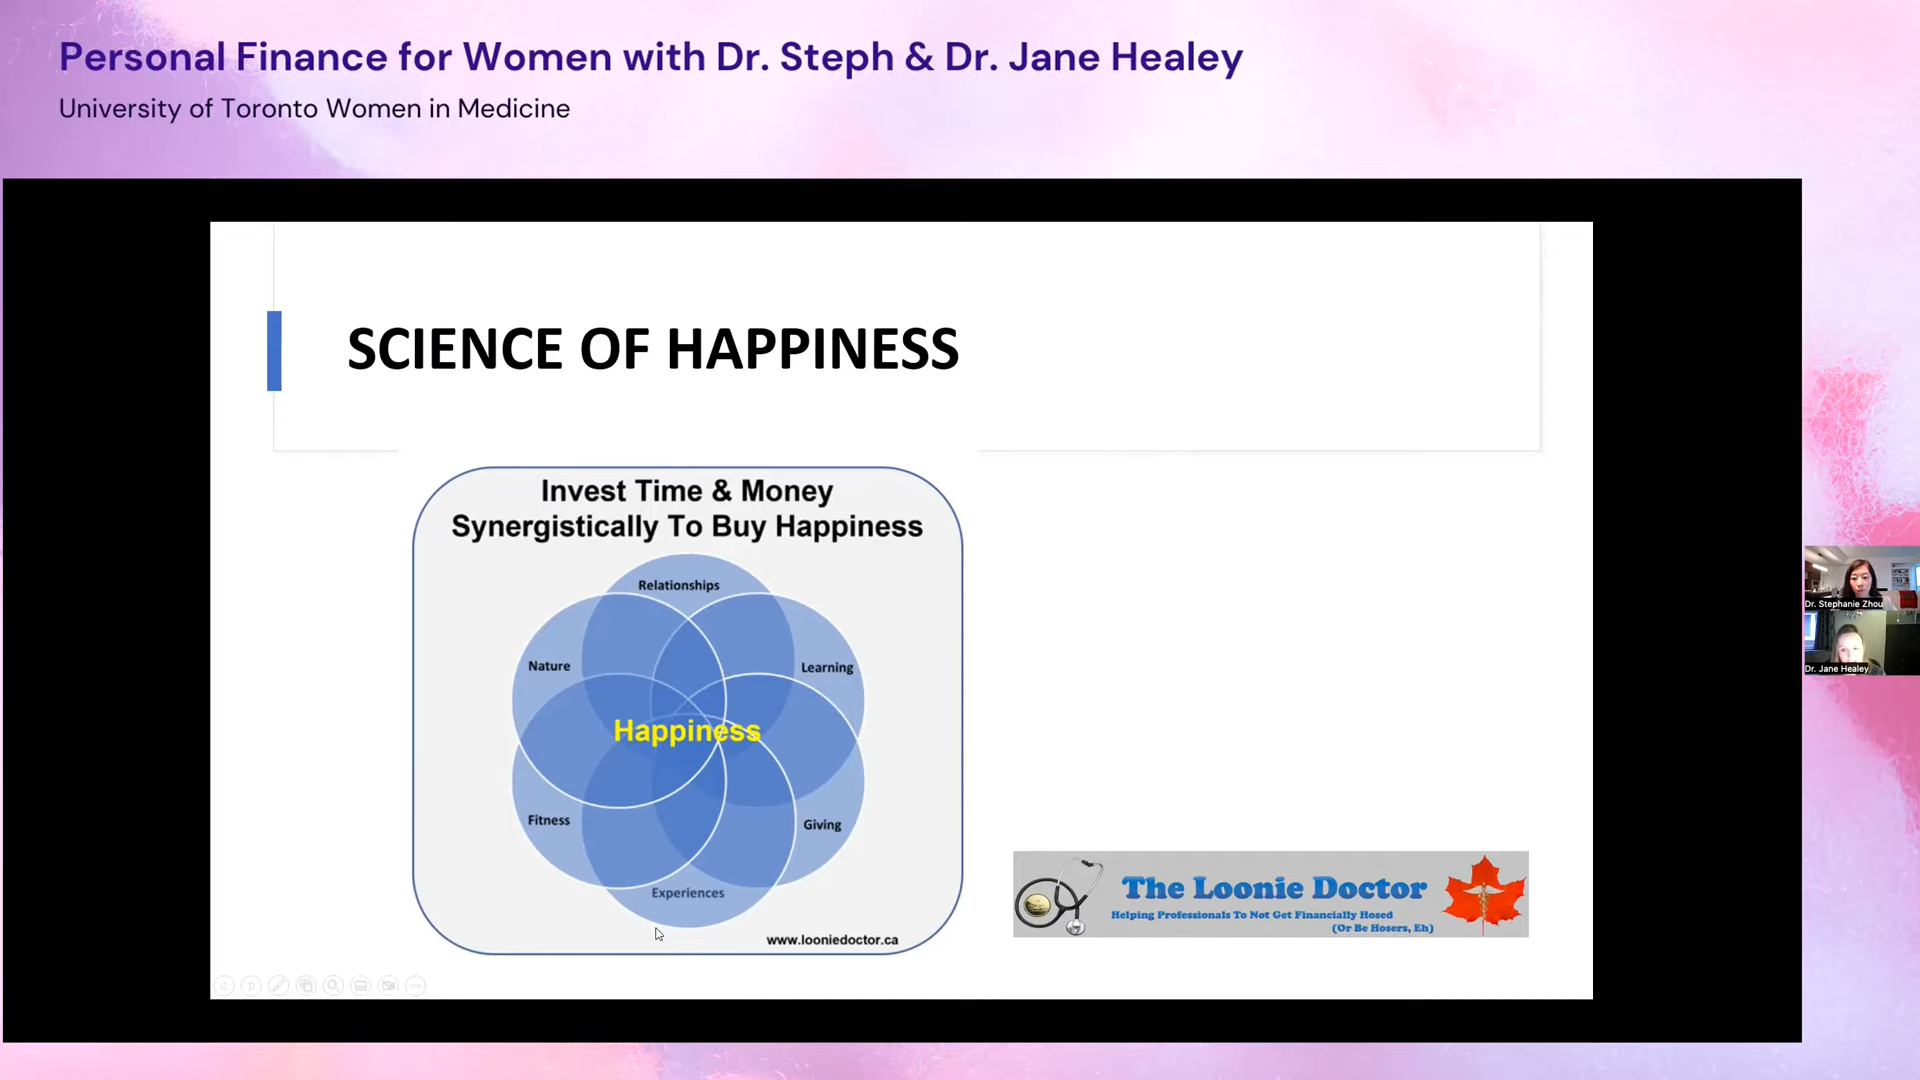 Personal Finance for Women with Dr. Steph & Dr. Jane Healey
University of Toronto Women in Medicine
SCIENCE OF HAPPINESS
Invest Time & Money
Synergistically To Buy Happiness
Relationships
Nature
Learning
Happiness
Fitness
Giving
Experiences
www.looniedoctor.ca
The Loonie Doctor
Helping Professionals To Not Get Financially Hosed
(Or Be Hosers, Eh)
Dr. Stephanie Zhou
Dr. Jane Healey